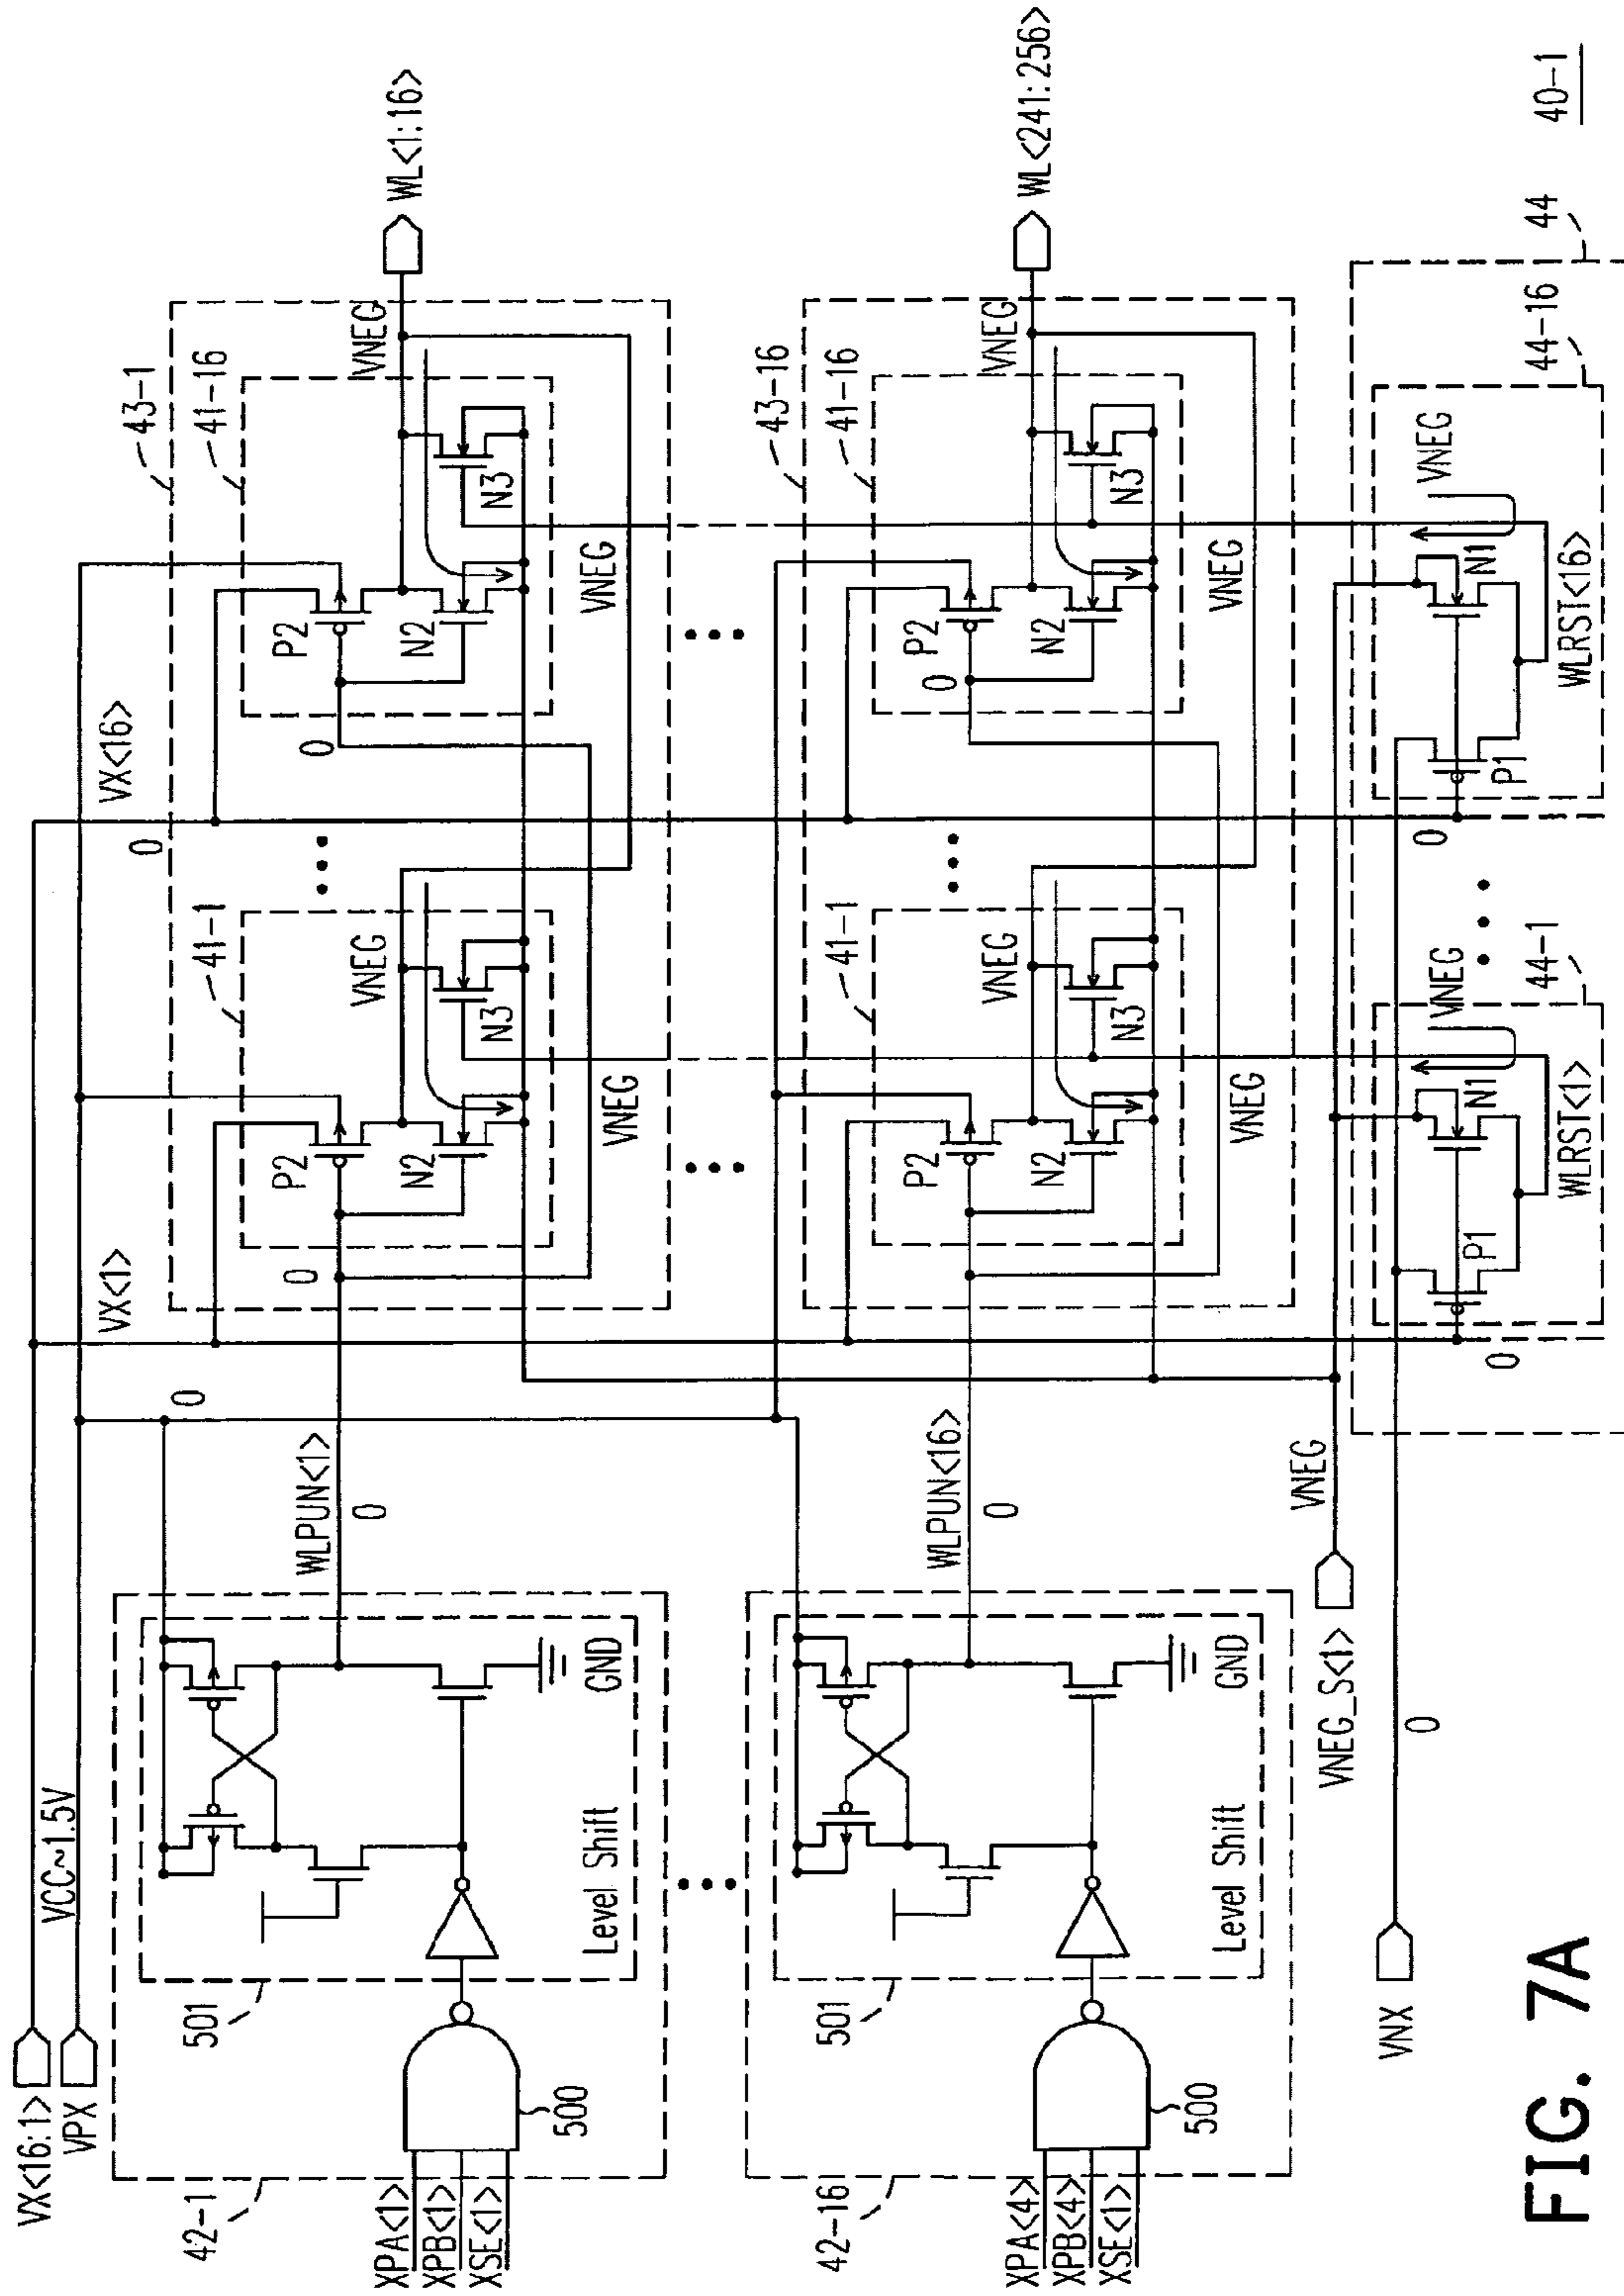 VX<16:1>
VPX
VCC~1.5V
VX<1>
VX<16>
0
0
42-1
XPA<1>
XPB<1>
XSE<1>
500
501
Level Shift
GND
WLPUN<1>
0
43-1
41-1
0
P2
N2
N3
VNEG
VNEG
41-16
0
P2
N2
N3
VNEG
VNEG
WL<1:16>
42-16
XPA<4>
XPB<4>
XSE<1>
500
501
Level Shift
GND
WLPUN<16>
0
43-16
41-1
P2
N2
N3
VNEG
VNEG
41-16
0
P2
N2
N3
VNEG
VNEG
WL<241:256>
VNEG_S<1>
VNEG
VNX
0
44
44-1
0
P1
N1
VNEG
WLRST<1>
44-16
0
P1
N1
VNEG
WLRST<16>
40-1
FIG. 7A